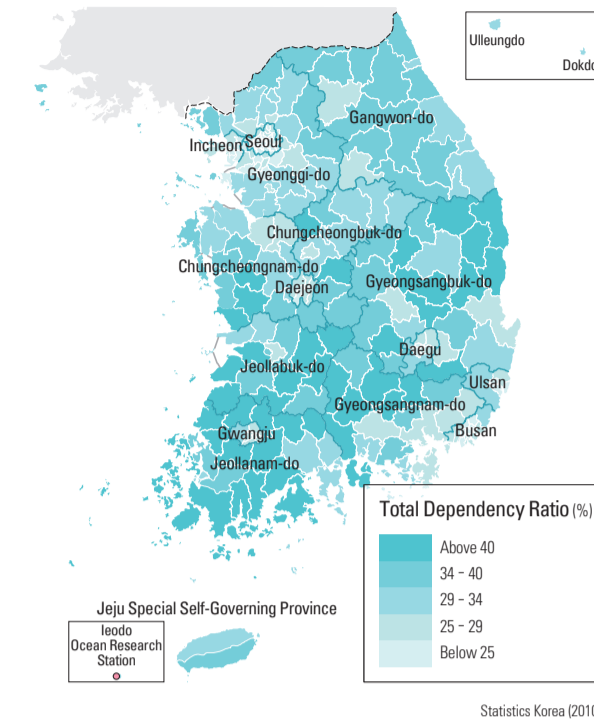 Ulleungdo
Dokdo
Gangwon-do
Incheon
Seoul
Gyeonggi-do
Chungcheongbuk-do
Chungcheongnam-do
Daejeon
Gyeongsangbuk-do
Daegu
Jeollabuk-do
Ulsan
Gyeongsangnam-do
Busan
Gwangju
Jeollanam-do
Total Dependency Ratio (%)
Above 40
34 – 40
29 – 34
25 – 29
Below 25
Jeju Special Self-Governing Province
Ieodo
Ocean Research
Station
Statistics Korea (2010